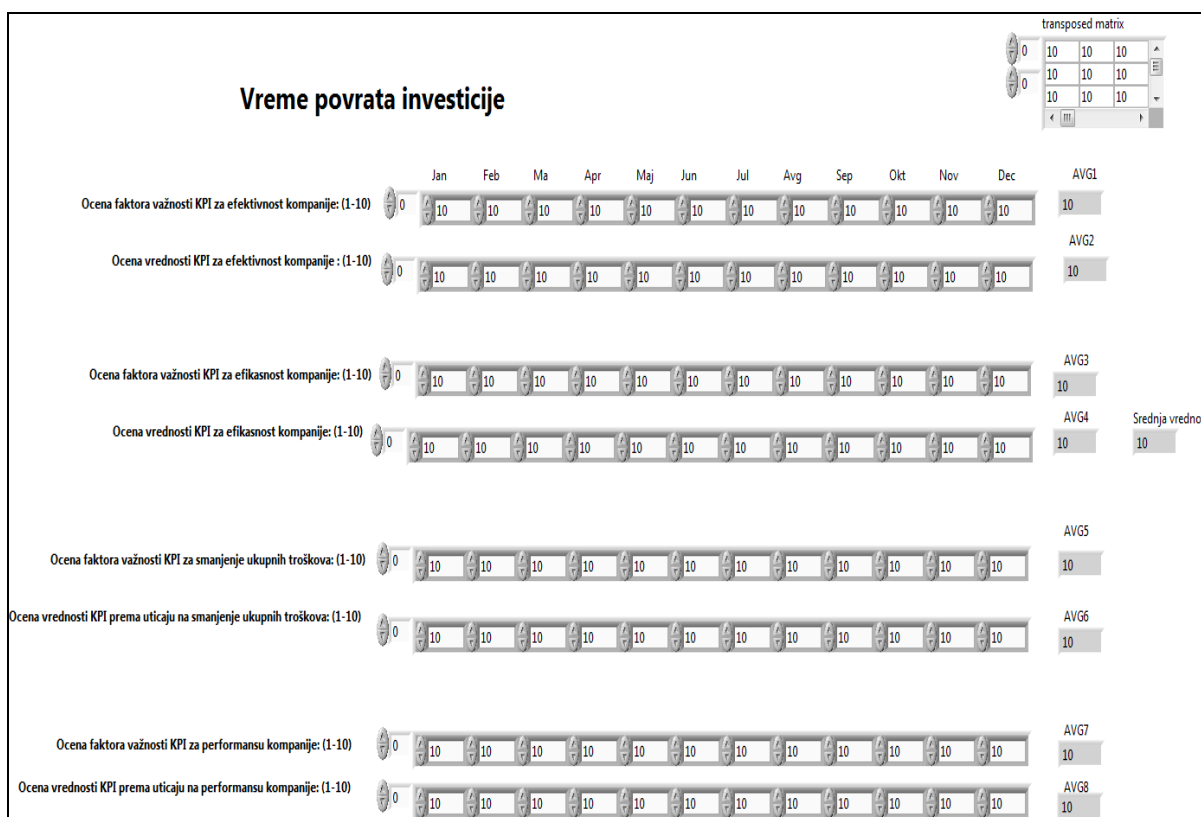 transposed matrix
0 10 10 10
0 10 10 10
10 10 10
Vreme povrata investicije
Jan Feb Ma Apr Maj Jun Jul Avg Sep Okt Nov Dec AVG1
Ocena faktora važnosti KPI za efektivnost kompanije: (1-10) 0 10 10 10 10 10 10 10 10 10 10 10 10 10
AVG2
Ocena vrednosti KPI za efektivnost kompanije : (1-10) 0 10 10 10 10 10 10 10 10 10 10 10 10 10
AVG3
Ocena faktora važnosti KPI za efikasnost kompanije: (1-10) 0 10 10 10 10 10 10 10 10 10 10 10 10 10
AVG4 Srednja vredno
Ocena vrednosti KPI za efikasnost kompanije: (1-10) 0 10 10 10 10 10 10 10 10 10 10 10 10 10 10
AVG5
Ocena faktora važnosti KPI za smanjenje ukupnih troškova: (1-10) 0 10 10 10 10 10 10 10 10 10 10 10 10 10
AVG6
Ocena vrednosti KPI prema uticaju na smanjenje ukupnih troškova: (1-10) 0 10 10 10 10 10 10 10 10 10 10 10 10 10
AVG7
Ocena faktora važnosti KPI za performansu kompanije: (1-10) 0 10 10 10 10 10 10 10 10 10 10 10 10 10
AVG8
Ocena vrednosti KPI prema uticaju na performansu kompanije: (1-10) 0 10 10 10 10 10 10 10 10 10 10 10 10 10